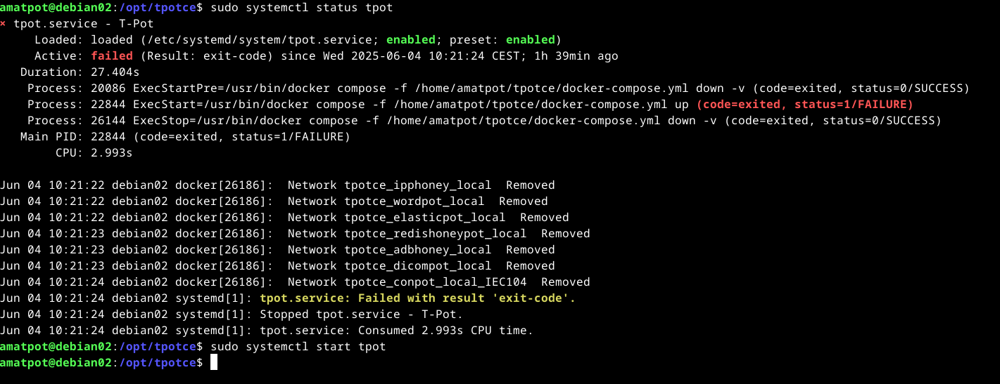 amatpot@debian02:/opt/tpotce$ sudo systemctl status tpot
× tpot.service - T-Pot
     Loaded: loaded (/etc/systemd/system/tpot.service; enabled; preset: enabled)
     Active: failed (Result: exit-code) since Wed 2025-06-04 10:21:24 CEST; 1h 39min ago
   Duration: 27.404s
    Process: 20086 ExecStartPre=/usr/bin/docker compose -f /home/amatpot/tpotce/docker-compose.yml down -v (code=exited, status=0/SUCCESS)
    Process: 22844 ExecStart=/usr/bin/docker compose -f /home/amatpot/tpotce/docker-compose.yml up (code=exited, status=1/FAILURE)
    Process: 26144 ExecStop=/usr/bin/docker compose -f /home/amatpot/tpotce/docker-compose.yml down -v (code=exited, status=0/SUCCESS)
   Main PID: 22844 (code=exited, status=1/FAILURE)
        CPU: 2.993s

Jun 04 10:21:22 debian02 docker[26186]:  Network tpotce_ipphoney_local  Removed
Jun 04 10:21:22 debian02 docker[26186]:  Network tpotce_wordpot_local  Removed
Jun 04 10:21:22 debian02 docker[26186]:  Network tpotce_elasticpot_local  Removed
Jun 04 10:21:23 debian02 docker[26186]:  Network tpotce_redishoneypot_local  Removed
Jun 04 10:21:23 debian02 docker[26186]:  Network tpotce_adbhoney_local  Removed
Jun 04 10:21:23 debian02 docker[26186]:  Network tpotce_dicompot_local  Removed
Jun 04 10:21:24 debian02 docker[26186]:  Network tpotce_conpot_local_IEC104  Removed
Jun 04 10:21:24 debian02 systemd[1]: tpot.service: Failed with result 'exit-code'.
Jun 04 10:21:24 debian02 systemd[1]: Stopped tpot.service - T-Pot.
Jun 04 10:21:24 debian02 systemd[1]: tpot.service: Consumed 2.993s CPU time.
amatpot@debian02:/opt/tpotce$ sudo systemctl start tpot
amatpot@debian02:/opt/tpotce$